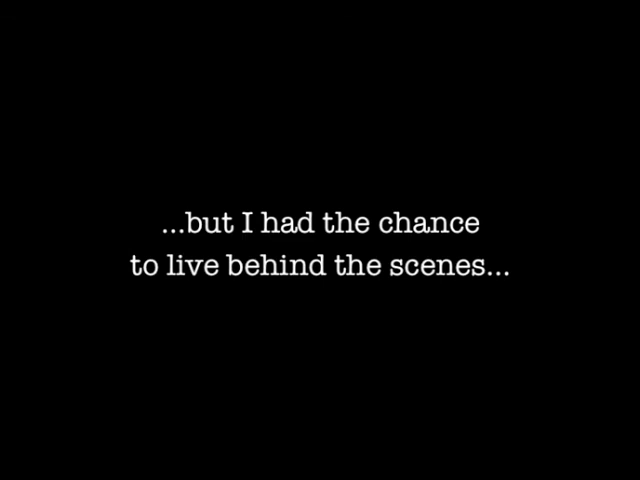 ...but I had the chance
to live behind the scenes...